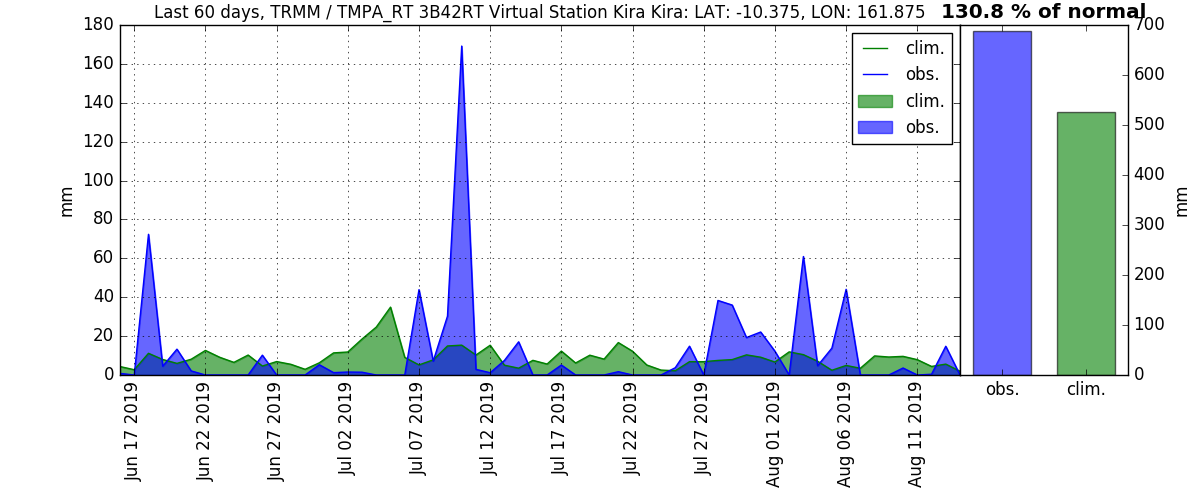 Last 60 days, TRMM / TMPA_RT 3B42RT Virtual Station Kira Kira: LAT: -10.375, LON: 161.875
130.8 % of normal
180
160
140
120
100
80
60
40
20
0
mm
clim.
obs.
clim.
obs.
Jun 17 2019
Jun 22 2019
Jun 27 2019
Jul 02 2019
Jul 07 2019
Jul 12 2019
Jul 17 2019
Jul 22 2019
Jul 27 2019
Aug 01 2019
Aug 06 2019
Aug 11 2019
700
600
500
400
300
200
100
0
mm
obs.
clim.